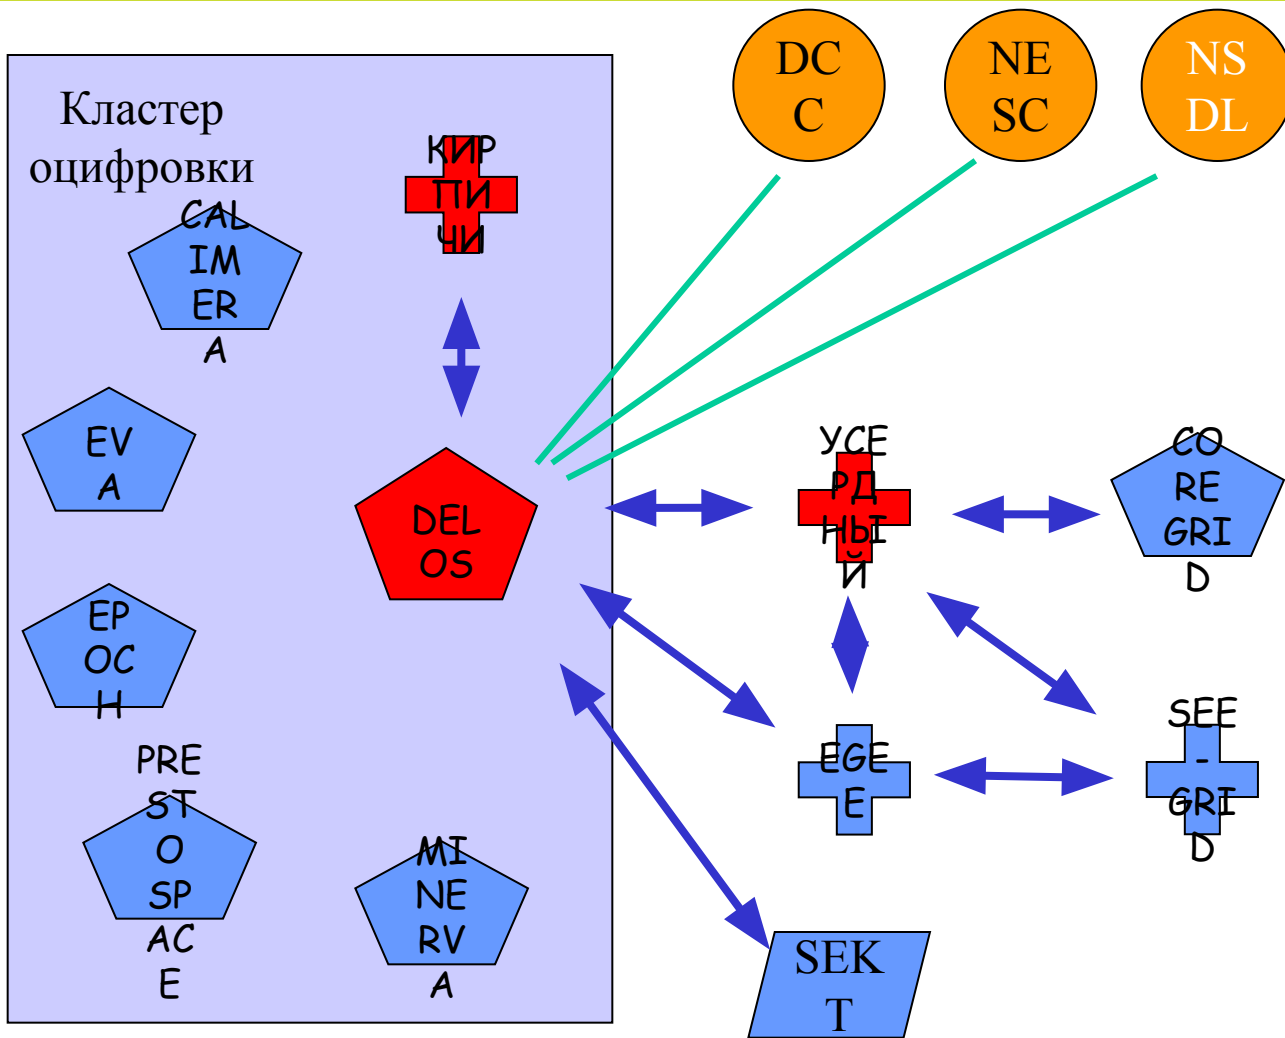 Кластер
оцифровки
КИР
ПИ
ЧИ
CAL
IM
ER
A
EV
A
EP
OC
H
PRE
ST
O
SP
AC
E
MI
NE
RV
A
DEL
OS
DC
C
NE
SC
NS
DL
УСЕ
РД
НЫ
Й
CO
RE
GRI
D
EGE
E
SEE
-
GRI
D
SEK
T